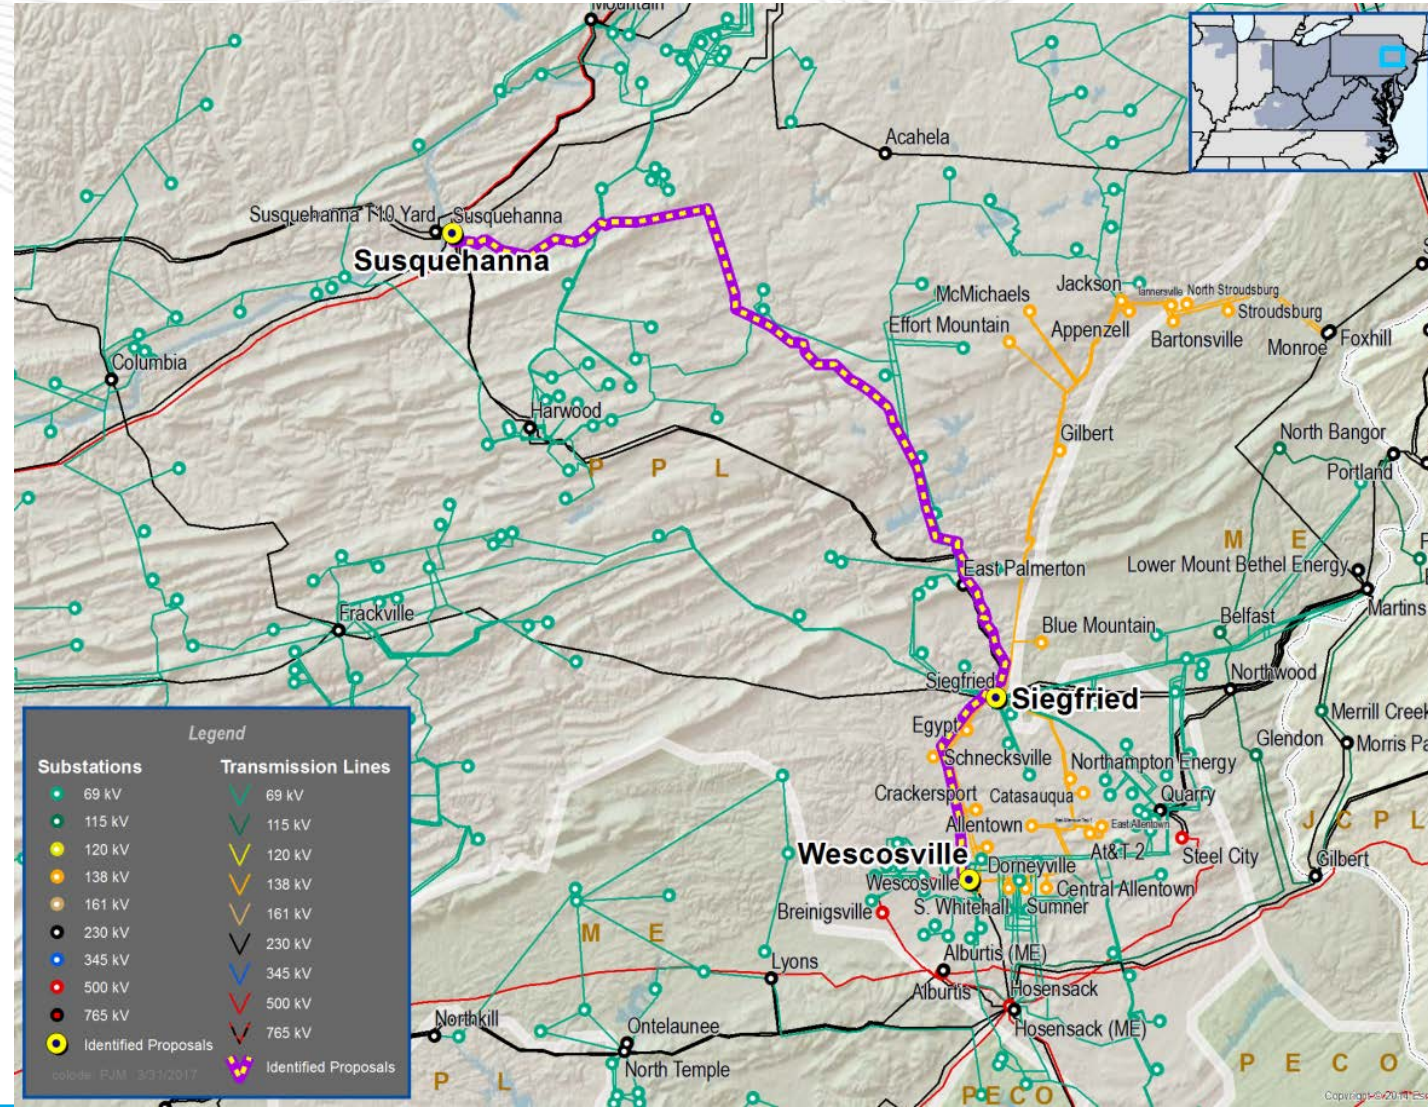 Mountain
Acahela
Susquehanna T10 Yard
Susquehanna
Susquehanna
McMichaels
Jackson
Tannersville
North Stroudsburg
Effort Mountain
Appenzell
Stroudsburg
Bartonsville
Monroe
Foxhill
Columbia
Harwood
Gilbert
North Bangor
Portland
P P L
M E
East Palmerton
Lower Mount Bethel Energy
Martins
Frackville
Blue Mountain
Belfast
Siegfried
Siegfried
Northwood
Egypt
Merrill Creek
Schnecksville
Northampton Energy
Glendon
Morris Pa
Crackersport
Catasauqua
Quarry
Allentown
East Allentown
J C P L
At&T 2
Steel City
Gilbert
Wescosville
Dorneyville
Wescosville
Central Allentown
Breinigsville
S. Whitehall
Sumner
M E
Alburtis (ME)
Lyons
Alburtis
Hosensack
Hosensack (ME)
Northkill
Ontelaunee
North Temple
P L
P E C O
PECO
Legend
Substations
Transmission Lines
69 kV
69 kV
115 kV
115 kV
120 kV
120 kV
138 kV
138 kV
161 kV
161 kV
230 kV
230 kV
345 kV
345 kV
500 kV
500 kV
765 kV
765 kV
Identified Proposals
Identified Proposals
colode: PJM : 3/31/2017
Copyright:© 2014 Es